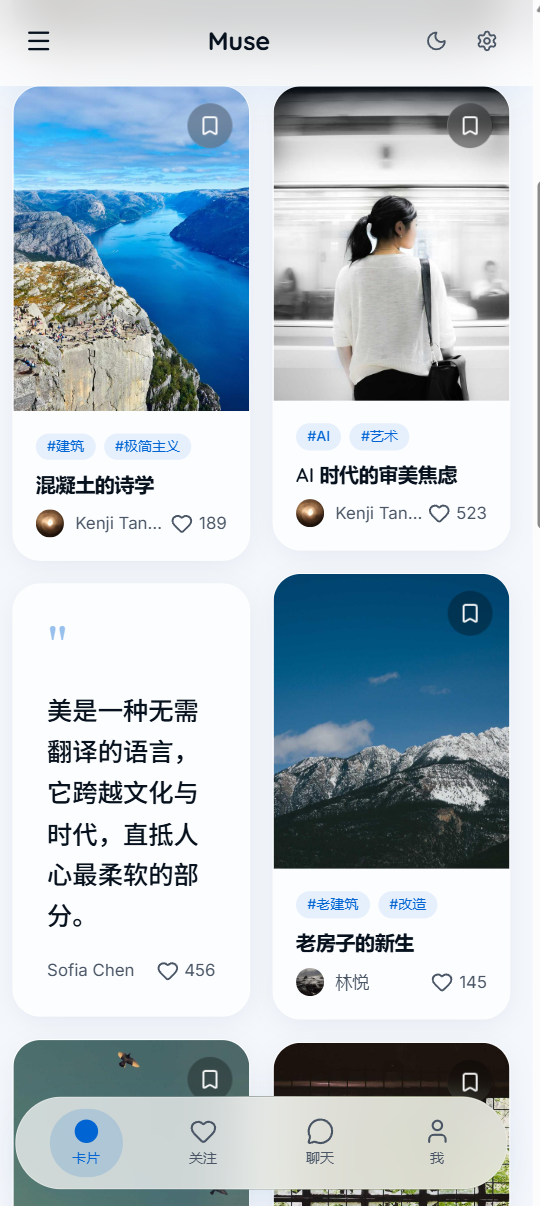 Muse
#建筑 #极简主义
混凝土的诗学
Kenji Tan... 189
#AI #艺术
AI 时代的审美焦虑
Kenji Tan... 523
"
美是一种无需
翻译的语言，
它跨越文化与
时代，直抵人
心最柔软的部
分。
Sofia Chen 456
#老建筑 #改造
老房子的新生
林悦 145
卡片 关注 聊天 我